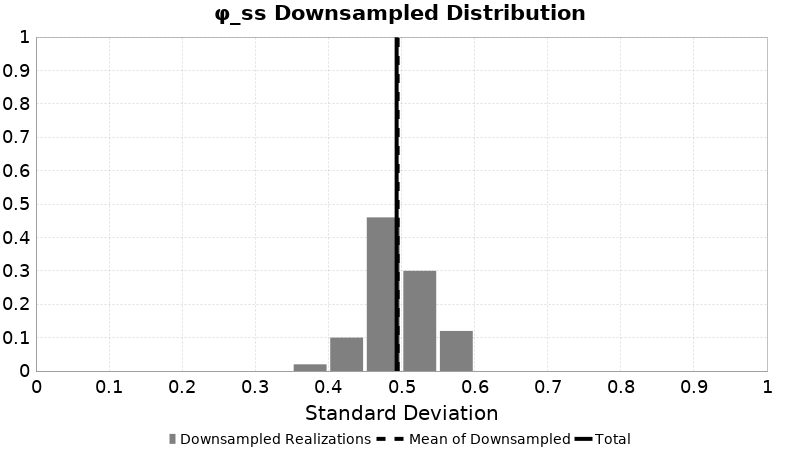 φ_ss Downsampled Distribution
1
0.9
0.8
0.7
0.6
0.5
0.4
0.3
0.2
0.1
0
0 0.1 0.2 0.3 0.4 0.5 0.6 0.7 0.8 0.9 1
Standard Deviation
Downsampled Realizations Mean of Downsampled Total